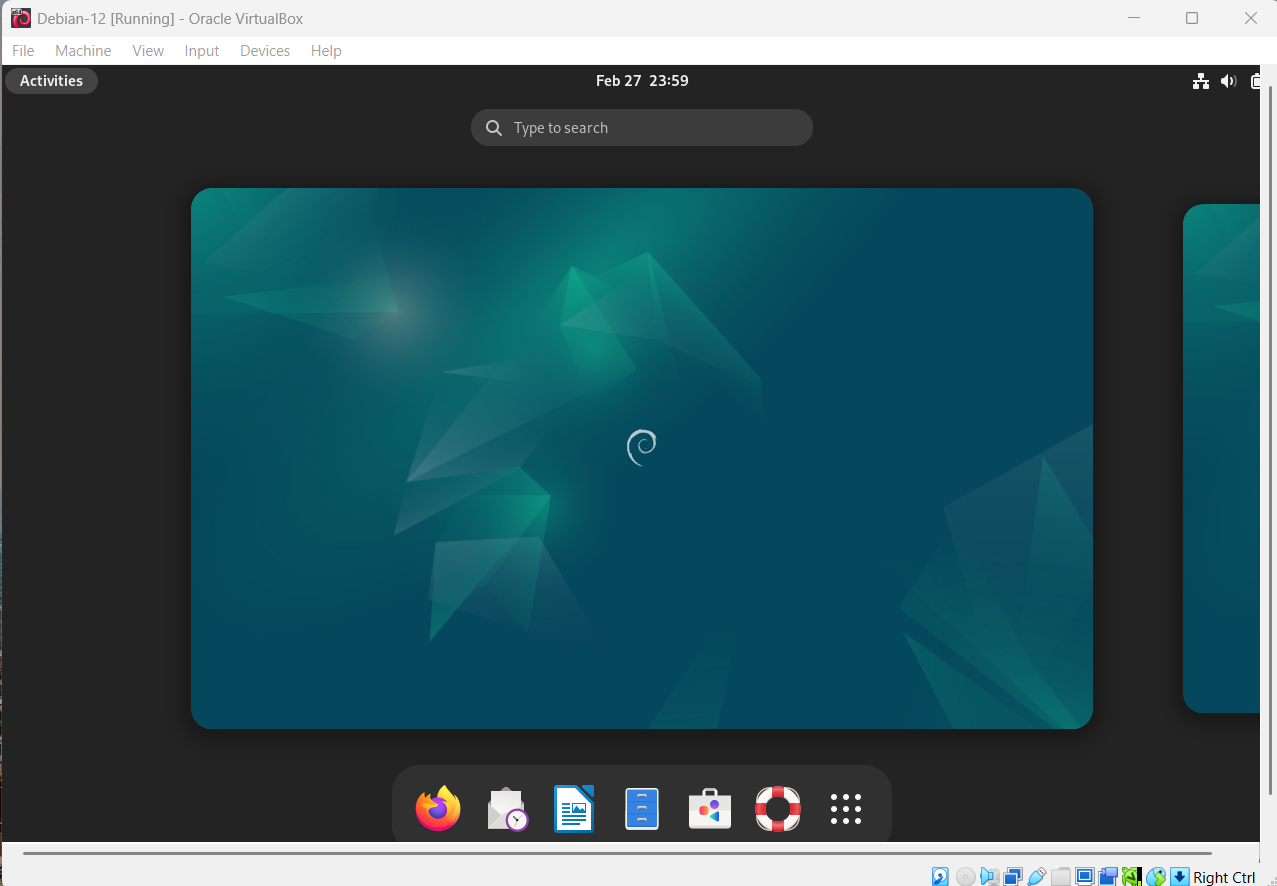 Debian-12 [Running] - Oracle VirtualBox
File Machine View Input Devices Help
Activities
Feb 27 23:59
Type to search
Right Ctrl